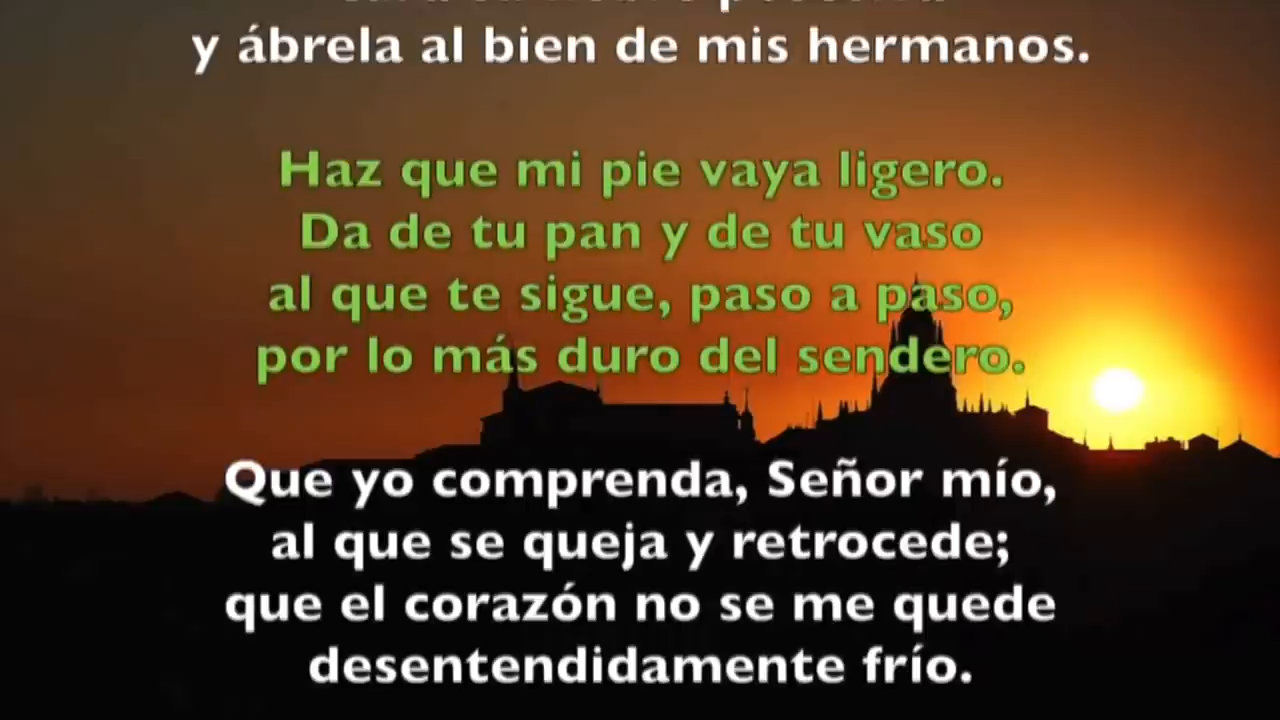 y ábrela al bien de mis hermanos.
Haz que mi pie vaya ligero.
Da de tu pan y de tu vaso
al que te sigue, paso a paso,
por lo más duro del sendero.
Que yo comprenda, Señor mío,
al que se queja y retrocede;
que el corazón no se me quede
desentendidamente frío.